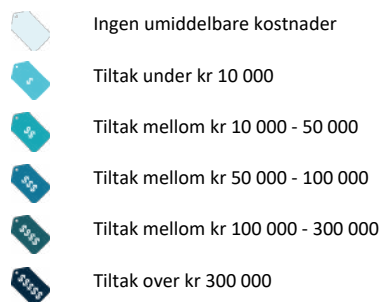 Ingen umiddelbare kostnader
$ Tiltak under kr 10 000
$$ Tiltak mellom kr 10 000 - 50 000
$$$ Tiltak mellom kr 50 000 - 100 000
$$$$ Tiltak mellom kr 100 000 - 300 000
$$$$$ Tiltak over kr 300 000